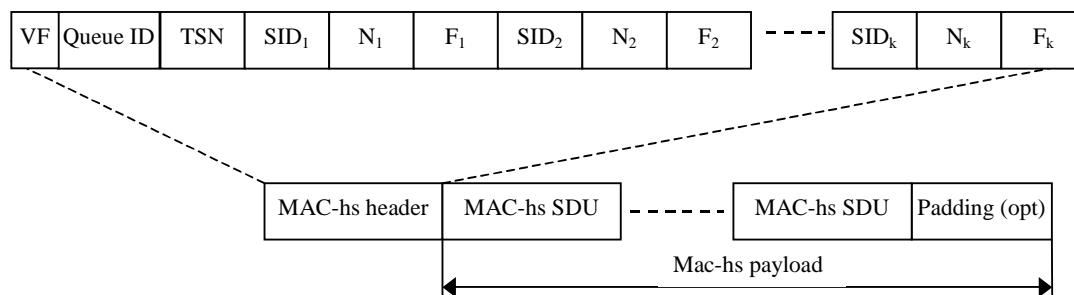 VF Queue ID TSN SID₁ N₁ F₁ SID₂ N₂ F₂ SIDₖ Nₖ Fₖ
MAC-hs header MAC-hs SDU MAC-hs SDU Padding (opt)
Mac-hs payload